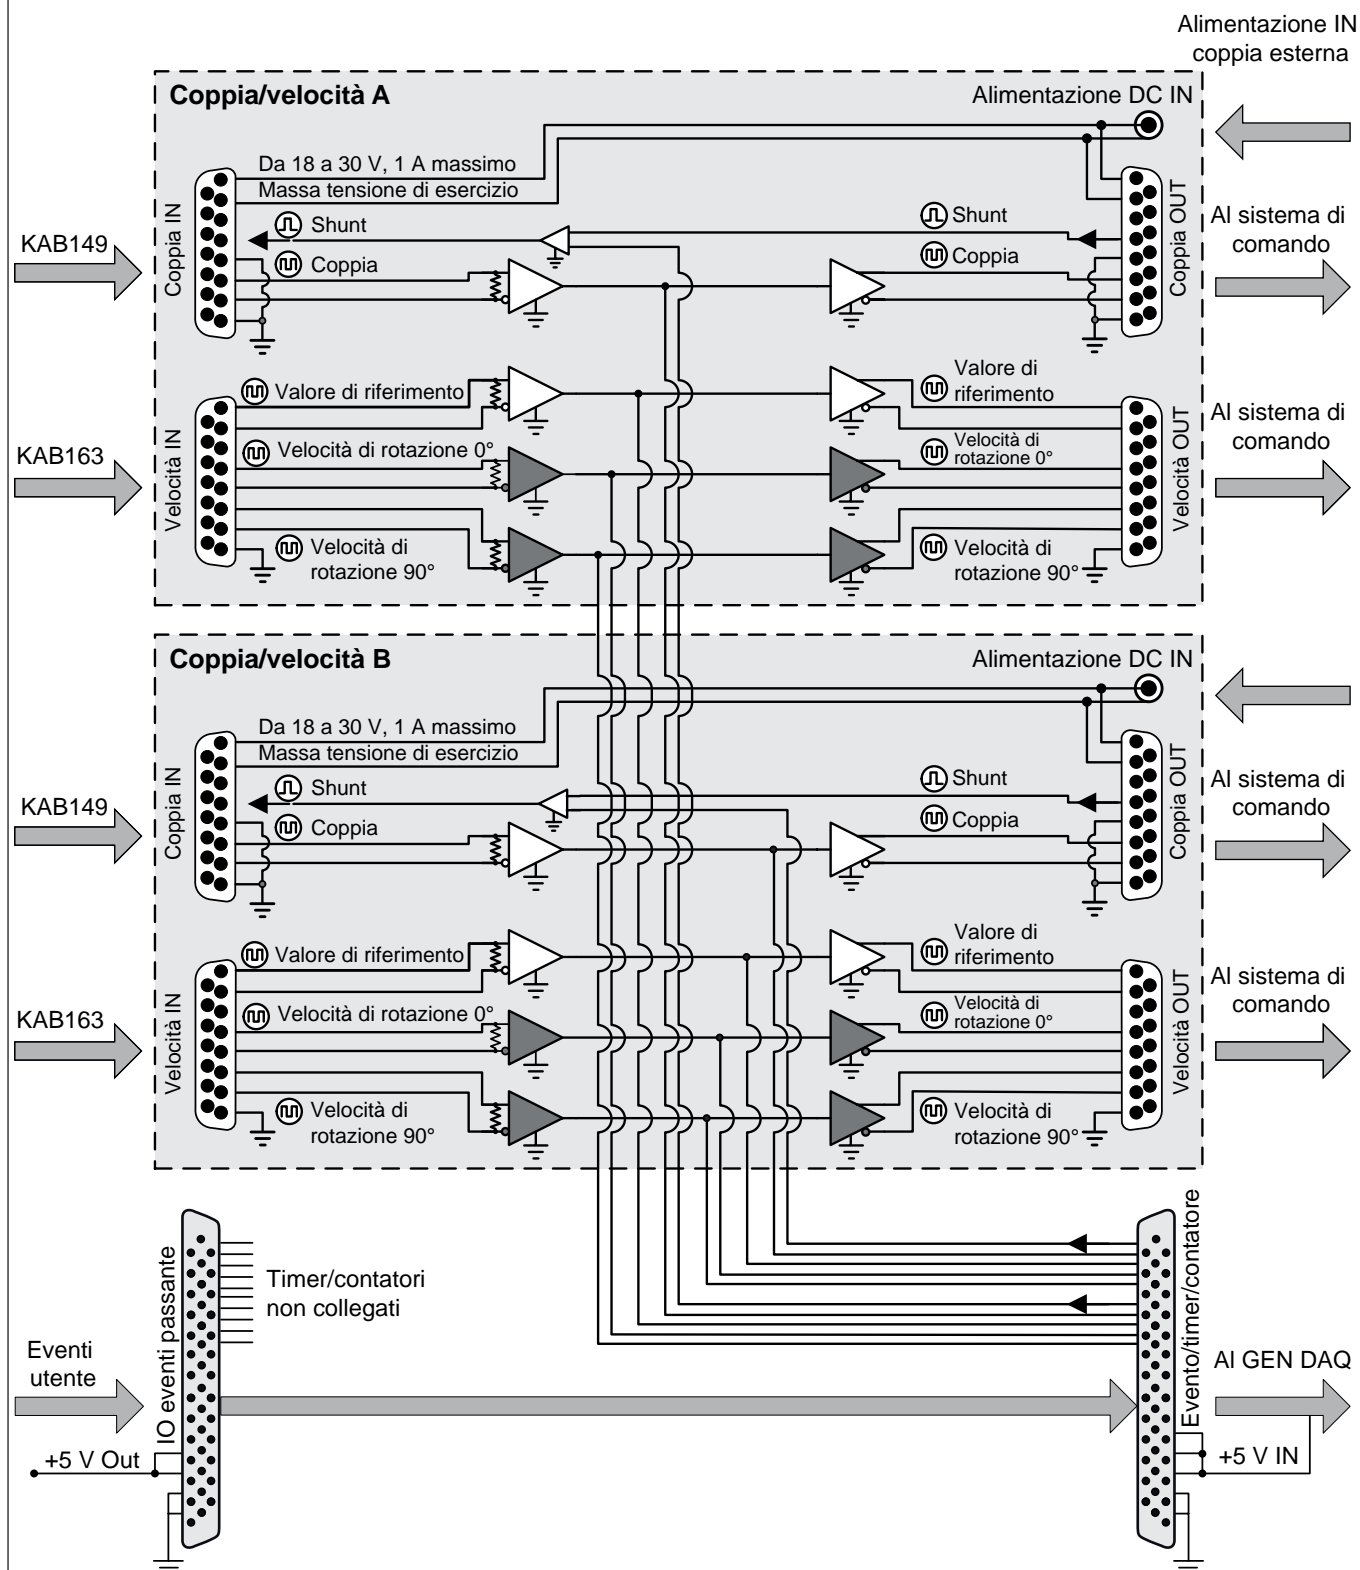 Alimentazione IN
coppia esterna
Coppia/velocità A
Alimentazione DC IN
Da 18 a 30 V, 1 A massimo
Massa tensione di esercizio
Coppia IN
Shunt
Shunt
Coppia OUT
Al sistema di
comando
KAB149
Coppia
Coppia
Valore di riferimento
Valore di
riferimento
Velocità IN
Velocità di rotazione 0°
Velocità di
rotazione 0°
Velocità OUT
Al sistema di
comando
KAB163
Velocità di
rotazione 90°
Velocità di
rotazione 90°
Coppia/velocità B
Alimentazione DC IN
Da 18 a 30 V, 1 A massimo
Massa tensione di esercizio
Coppia IN
Shunt
Shunt
Coppia OUT
Al sistema di
comando
KAB149
Coppia
Coppia
Valore di riferimento
Valore di
riferimento
Velocità IN
Velocità di rotazione 0°
Velocità di
rotazione 0°
Velocità OUT
Al sistema di
comando
KAB163
Velocità di
rotazione 90°
Velocità di
rotazione 90°
IO eventi passante
Timer/contatori
non collegati
Evento/timer/contatore
Eventi
utente
Al GEN DAQ
+5 V Out
+5 V IN